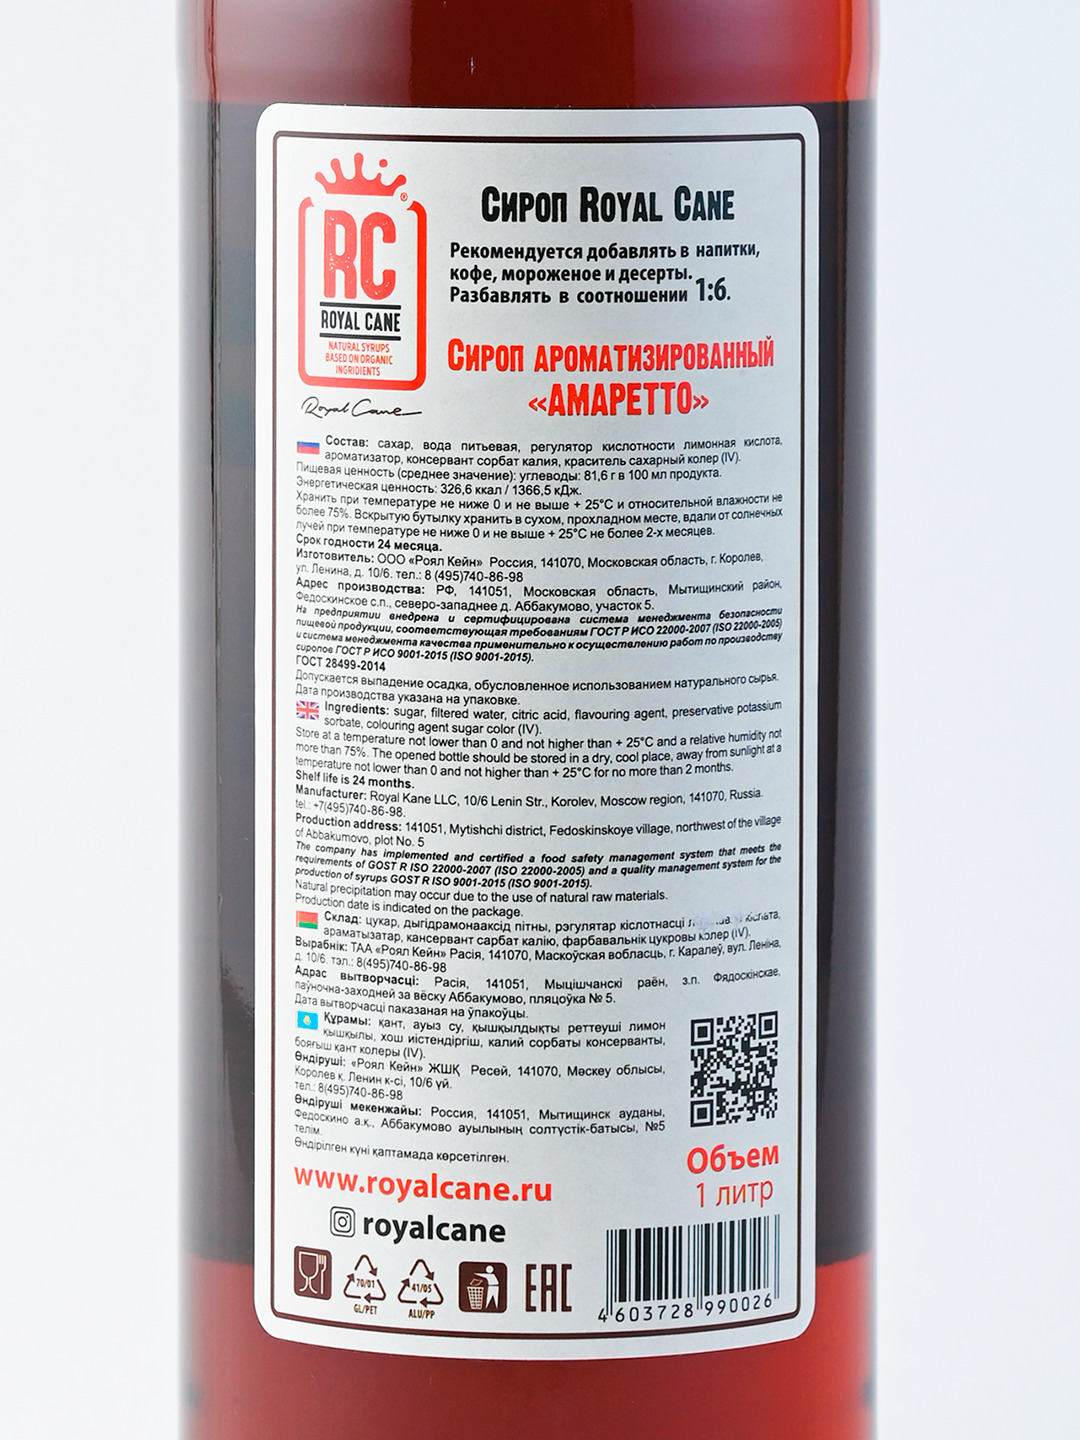 RC
®
ROYAL CANE
NATURAL SYRUPS
BASED ON ORGANIC
INGRIDIENTS
Royal Cane
Сироп Royal Cane
Рекомендуется добавлять в напитки,
кофе, мороженое и десерты.
Разбавлять в соотношении 1:6.
Сироп ароматизированный
«АМАРЕТТО»
Состав: сахар, вода питьевая, регулятор кислотности лимонная кислота,
ароматизатор, консервант сорбат калия, краситель сахарный колер (IV).
Пищевая ценность (среднее значение): углеводы: 81,6 г в 100 мл продукта.
Энергетическая ценность: 326,6 ккал / 1366,5 кДж.
Хранить при температуре не ниже 0 и не выше + 25°С и относительной влажности не
более 75%. Вскрытую бутылку хранить в сухом, прохладном месте, вдали от солнечных
лучей при температуре не ниже 0 и не выше + 25°С не более 2-х месяцев.
Срок годности 24 месяца.
Изготовитель: ООО «Роял Кейн» Россия, 141070, Московская область, г. Королев,
ул. Ленина, д. 10/6. тел.: 8 (495)740-86-98
Адрес производства: РФ, 141051, Московская область, Мытищинский район,
Федоскинское с.п., северо-западнее д. Аббакумово, участок 5.
На предприятии внедрена и сертифицирована система менеджмента безопасности
пищевой продукции, соответствующая требованиям ГОСТ Р ИСО 22000-2007 (ISO 22000-2005)
и система менеджмента качества применительно к осуществлению работ по производству
сиропов ГОСТ Р ИСО 9001-2015 (ISO 9001-2015).
ГОСТ 28499-2014
Допускается выпадение осадка, обусловленное использованием натурального сырья.
Дата производства указана на упаковке.
Ingredients: sugar, filtered water, citric acid, flavouring agent, preservative potassium
sorbate, colouring agent sugar color (IV).
Store at a temperature not lower than 0 and not higher than + 25°C and a relative humidity not
more than 75%. The opened bottle should be stored in a dry, cool place, away from sunlight at a
temperature not lower than 0 and not higher than + 25°C for no more than 2 months.
Shelf life is 24 months.
Manufacturer: Royal Kane LLC, 10/6 Lenin Str., Korolev, Moscow region, 141070, Russia.
tel.: +7(495)740-86-98.
Production address: 141051, Mytishchi district, Fedoskinskoye village, northwest of the village
of Abbakumovo, plot No. 5
The company has implemented and certified a food safety management system that meets the
requirements of GOST R ISO 22000-2007 (ISO 22000-2005) and a quality management system for the
production of syrups GOST R ISO 9001-2015 (ISO 9001-2015).
Natural precipitation may occur due to the use of natural raw materials.
Production date is indicated on the package.
Склад: цукар, дыгідрамонааксід пітны, рэгулятар кіслотнасці
араматызатар, кансервант сарбат калію, фарбавальнік цукровы колер (IV).
Вырабнік: ТАА «Роял Кейн» Расія, 141070, Маскоўская вобласць, г. Каралеў, вул. Леніна,
д. 10/6. тэл.: 8(495)740-86-98
Адрас вытворчасці: Расія, 141051, Мыцішчанскі раён, з.п. Фядоскінскае,
паўночна-заходней за вёску Аббакумово, пляцоўка № 5.
Дата вытворчасці паказаная на ўпакоўцы.
Құрамы: қант, ауыз су, қышқылдықты реттеуші лимон
қышқылы, хош иістендіргіш, калий сорбаты консерванты,
бояғыш қант колеры (IV).
Өндіруші: «Роял Кейн» ЖШҚ Ресей, 141070, Мәскеу облысы,
Королев қ. Ленин к-сі, 10/6 үй.
тел.: 8(495)740-86-98
Өндіруші мекенжайы: Россия, 141051, Мытищинск ауданы,
Федоскино а.қ., Аббакумово ауылының солтүстік-батысы, №5
телім
Өндірілген күні қаптамада көрсетілген.
www.royalcane.ru
royalcane
Объем
1 литр
70/01
GL/PET
41/05
ALU/PP
EAC
4 603728 990026